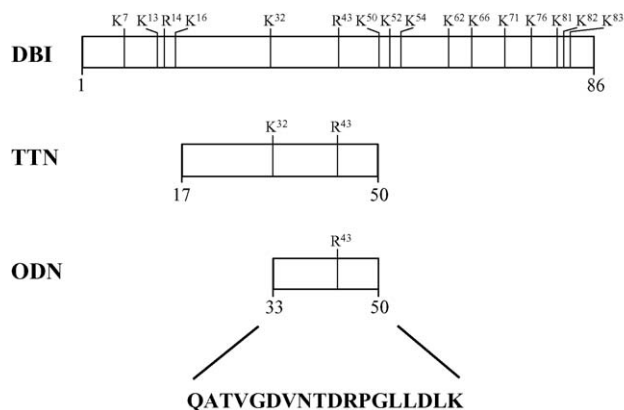 K⁷ K¹³ R¹⁴ K¹⁶ K³² R⁴³ K⁵⁰ K⁵² K⁵⁴ K⁶² K⁶⁶ K⁷¹ K⁷⁶ K⁸¹ K⁸² K⁸³
DBI
1 86
K³² R⁴³
TTN
17 50
R⁴³
ODN
33 50
QATVGDVNTDRPGLLDLK